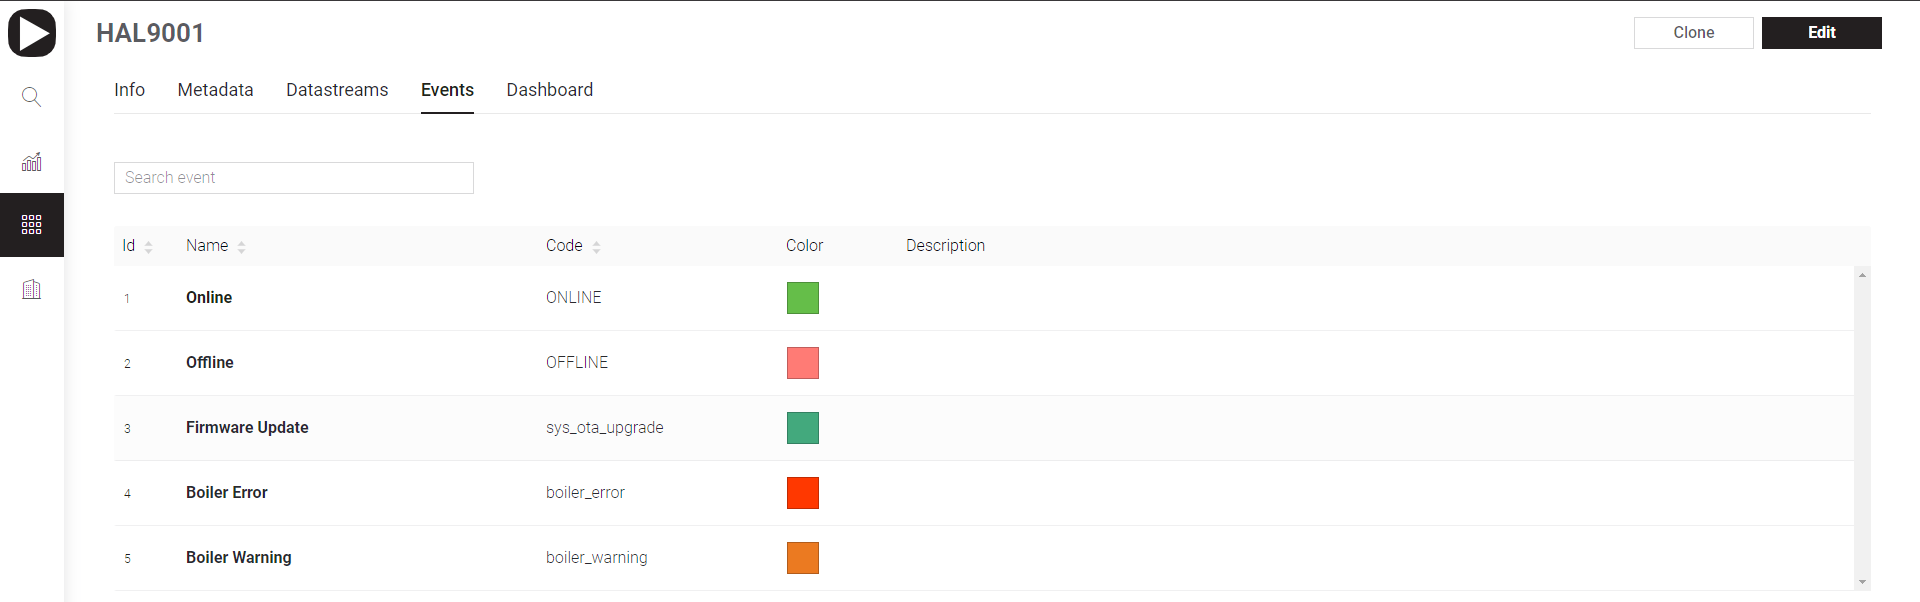 HAL9001
Clone
Edit
Info Metadata Datastreams Events Dashboard
Search event
Id Name Code Color Description
1 Online ONLINE
2 Offline OFFLINE
3 Firmware Update sys_ota_upgrade
4 Boiler Error boiler_error
5 Boiler Warning boiler_warning